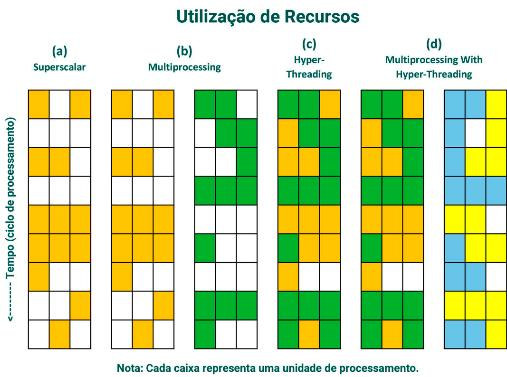 Utilização de Recursos
(a)
Superscalar
(b)
Multiprocessing
(c)
Hyper-
Threading
(d)
Multiprocessing With
Hyper-Threading
<-------- Tempo (ciclo de processamento)
Nota: Cada caixa representa uma unidade de processamento.